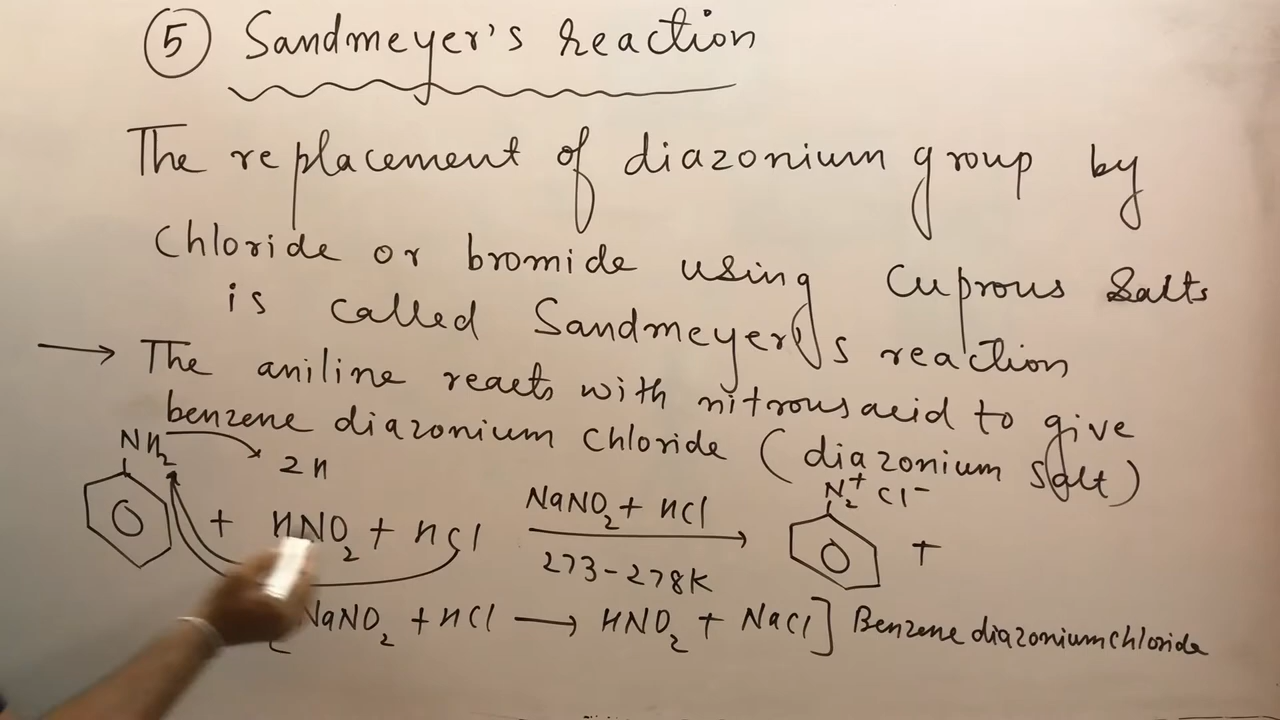 ⑤ Sandmeyer's reaction
The replacement of diazonium group by
Chloride or bromide using Cuprous Salts
is called Sandmeyer's reaction
→ The aniline reacts with nitrous acid to give
benzene diazonium Chloride (diazonium Salt)
NH₂ 2H N₂⁺ Cl⁻
+ HNO₂ + HCl NaNO₂ + HCl → +
273-278K
[NaNO₂ + HCl → HNO₂ + NaCl] Benzene diazonium chloride